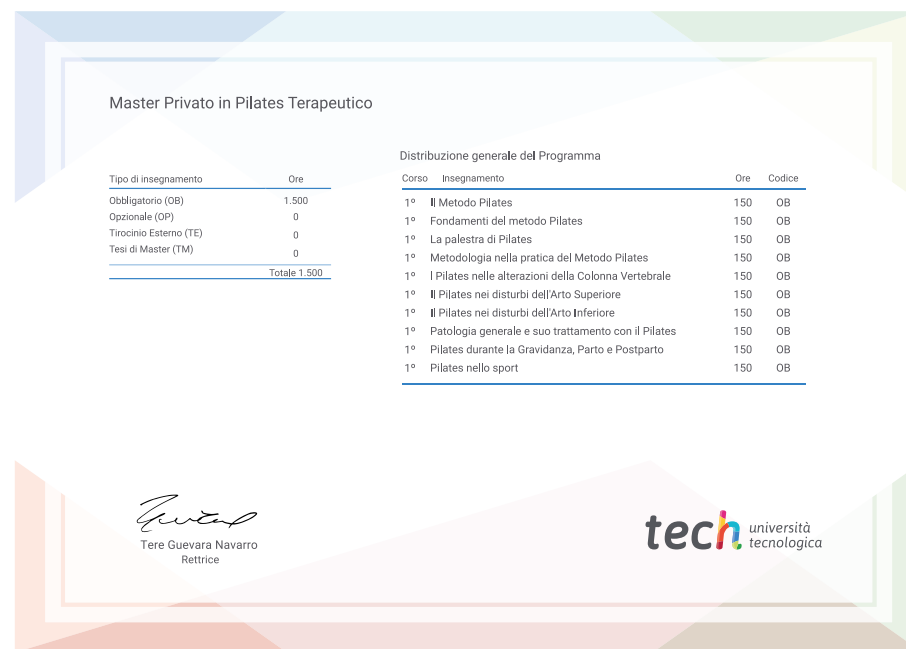 Master Privato in Pilates Terapeutico
Tipo di insegnamento Ore
Obbligatorio (OB) 1.500
Opzionale (OP) 0
Tirocinio Esterno (TE) 0
Tesi di Master (TM) 0
Totale 1.500
Distribuzione generale del Programma
Corso Insegnamento Ore Codice
1º Il Metodo Pilates 150 OB
1º Fondamenti del metodo Pilates 150 OB
1º La palestra di Pilates 150 OB
1º Metodologia nella pratica del Metodo Pilates 150 OB
1º l Pilates nelle alterazioni della Colonna Vertebrale 150 OB
1º Il Pilates nei disturbi dell'Arto Superiore 150 OB
1º Il Pilates nei disturbi dell'Arto Inferiore 150 OB
1º Patologia generale e suo trattamento con il Pilates 150 OB
1º Pilates durante la Gravidanza, Parto e Postparto 150 OB
1º Pilates nello sport 150 OB
Tere Guevara Navarro
Rettrice
tech università
tecnologica